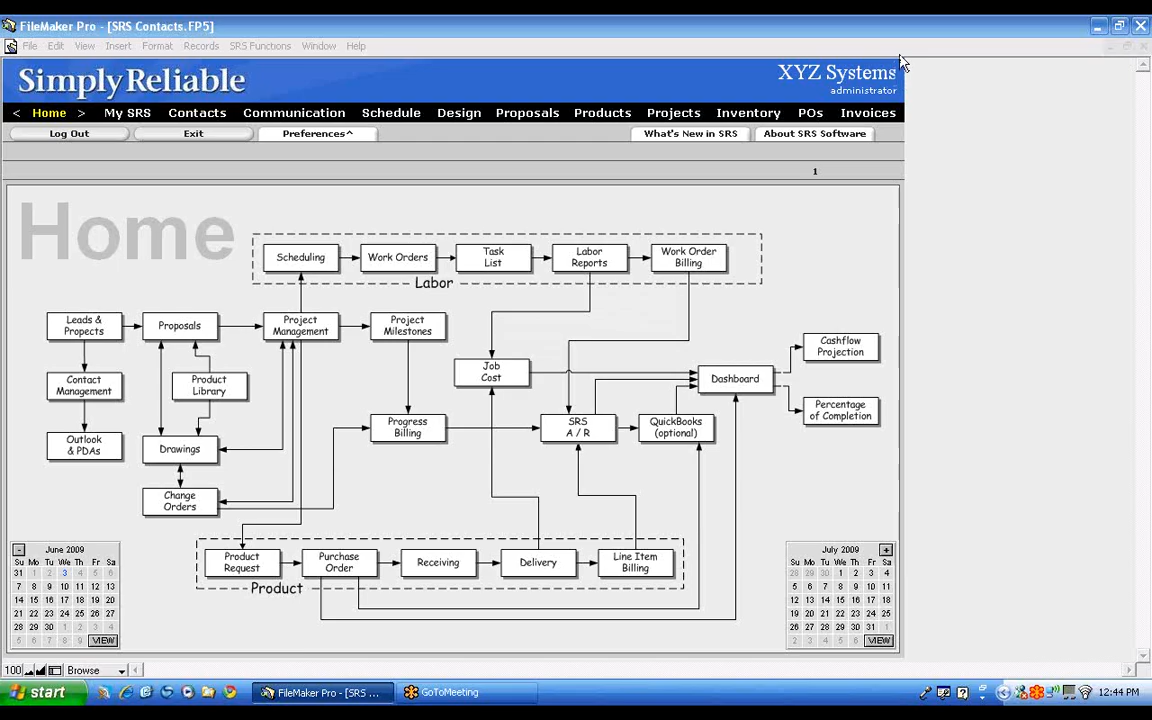 FileMaker Pro - [SRS Contacts.FP5]
File Edit View Insert Format Records SRS Functions Window Help
SimplyReliable
XYZ Systems
administrator
< Home > My SRS Contacts Communication Schedule Design Proposals Products Projects Inventory POs Invoices
Log Out Exit Preferences^ What's New in SRS About SRS Software
1
Home
Scheduling
Work Orders
Task
List
Labor
Reports
Work Order
Billing
Labor
Leads &
Propects
Proposals
Project
Management
Project
Milestones
Cashflow
Projection
Contact
Management
Product
Library
Job
Cost
Dashboard
Percentage
of Completion
Outlook
& PDAs
Drawings
Progress
Billing
SRS
A / R
QuickBooks
(optional)
Change
Orders
Product
Request
Purchase
Order
Receiving
Delivery
Line Item
Billing
Product
- June 2009
Su Mo Tu We Th Fr Sa
31 1 2 3 4 5 6
7 8 9 10 11 12 13
14 15 16 17 18 19 20
21 22 23 24 25 26 27
28 29 30 1 2 3 4
5 6 7 8 9 VIEW
July 2009 +
Su Mo Tu We Th Fr Sa
28 29 30 1 2 3 4
5 6 7 8 9 10 11
12 13 14 15 16 17 18
19 20 21 22 23 24 25
26 27 28 29 30 31 1
2 3 4 5 6 VIEW
100 Browse
start FileMaker Pro - [SRS ... GoToMeeting 12:44 PM